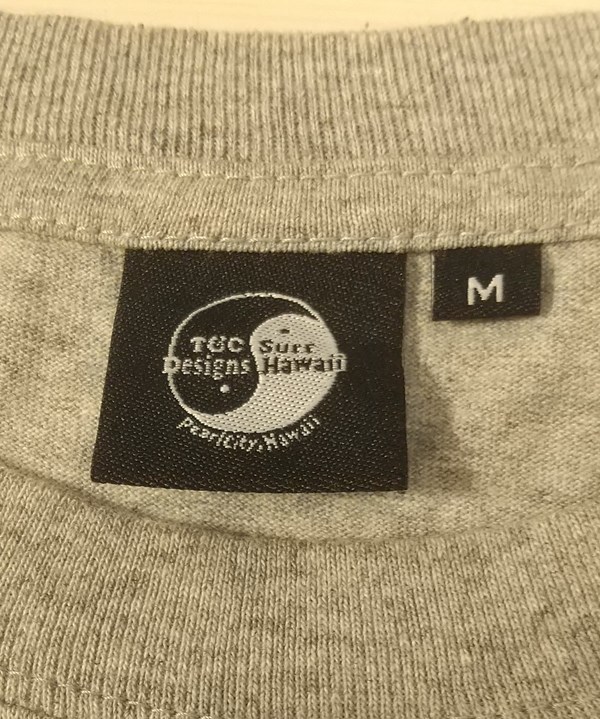 T&C Surf
Designs Hawaii
Pearl City, Hawaii
M